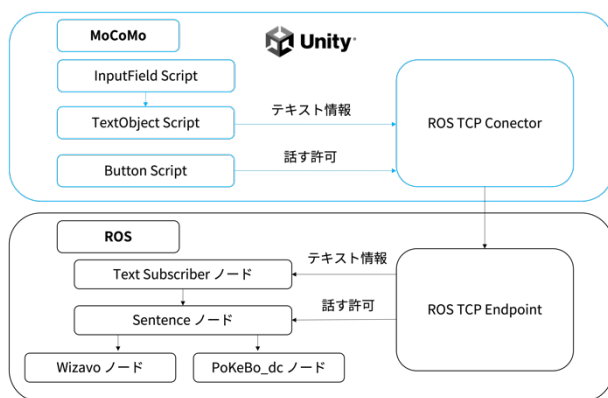 MoCoMo
Unity
InputField Script
TextObject Script
テキスト情報
ROS TCP Conector
Button Script
話す許可
ROS
Text Subscriber ノード
テキスト情報
ROS TCP Endpoint
Sentence ノード
話す許可
Wizavo ノード
PoKeBo_dc ノード